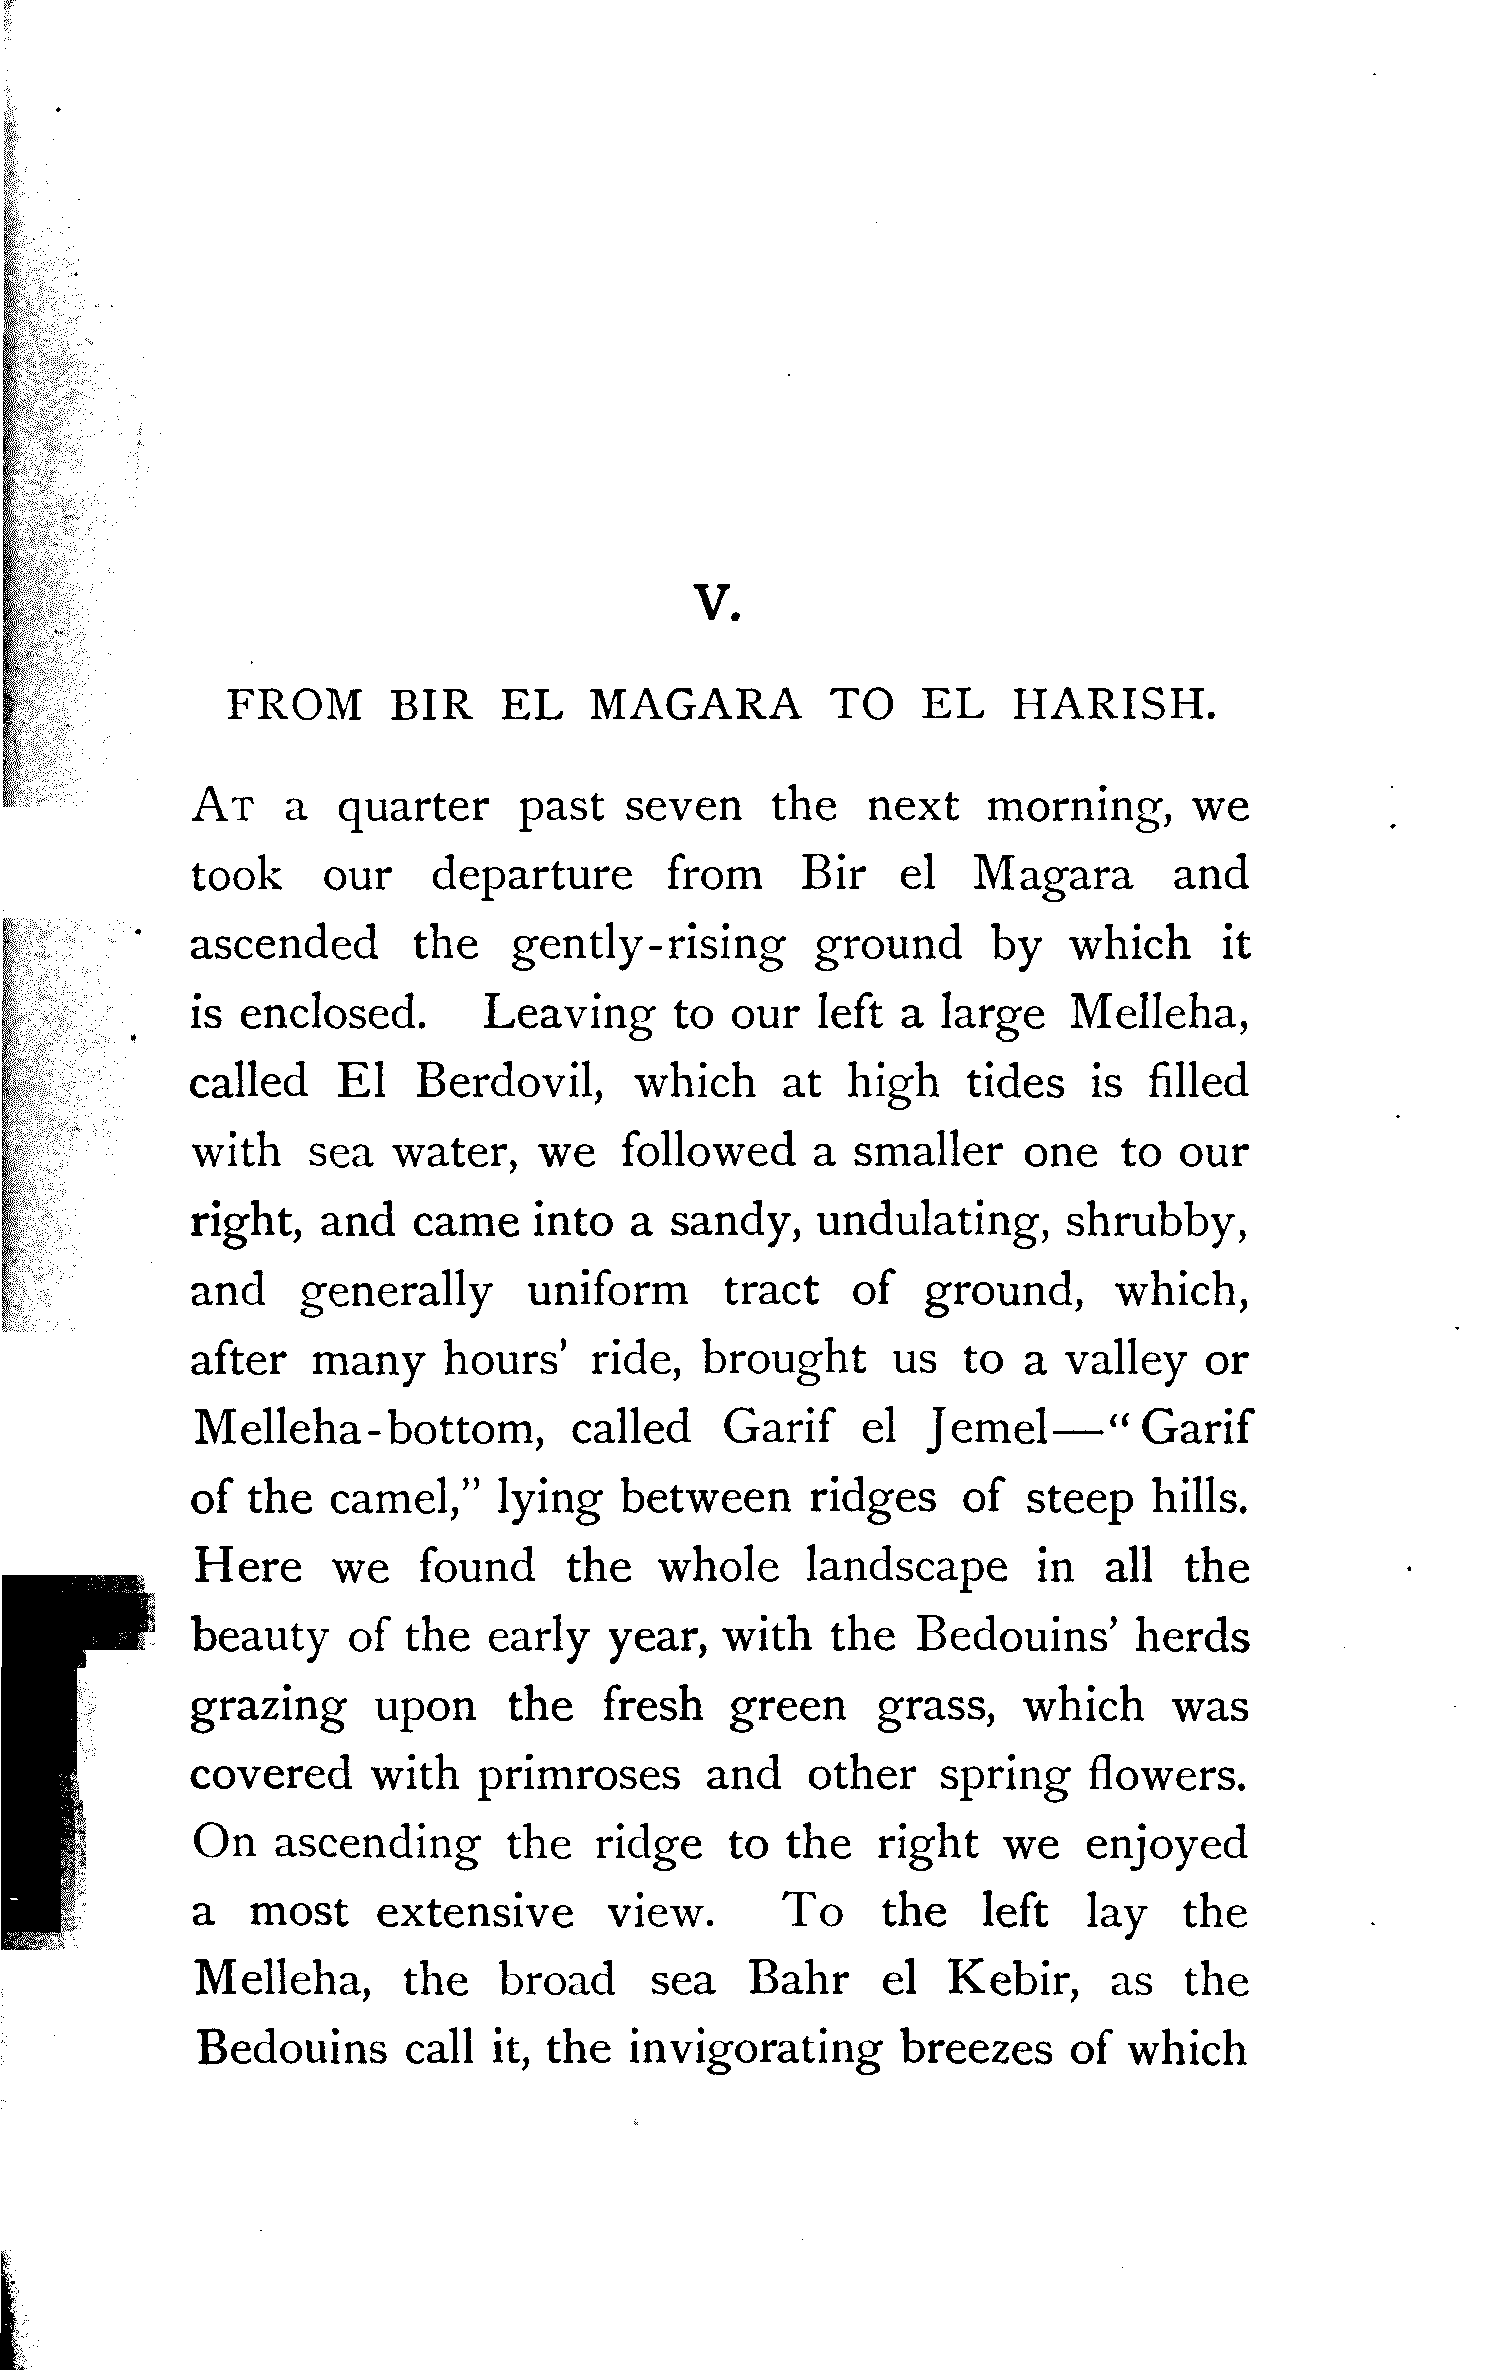 V.
FROM BIR EL MAGARA TO EL HARISH.
AT a quarter past seven the next morning, we
took our departure from Bir el Magara and
ascended the gently-rising ground by which it
is enclosed. Leaving to our left a large Melleha,
called El Berdovil, which at high tides is filled
with sea water, we followed a smaller one to our
right, and came into a sandy, undulating, shrubby,
and generally uniform tract of ground, which,
after many hours' ride, brought us to a valley or
Melleha-bottom, called Garif el Jemel—“Garif
of the camel,” lying between ridges of steep hills.
Here we found the whole landscape in all the
beauty of the early year, with the Bedouins' herds
grazing upon the fresh green grass, which was
covered with primroses and other spring flowers.
On ascending the ridge to the right we enjoyed
a most extensive view. To the left lay the
Melleha, the broad sea Bahr el Kebir, as the
Bedouins call it, the invigorating breezes of which